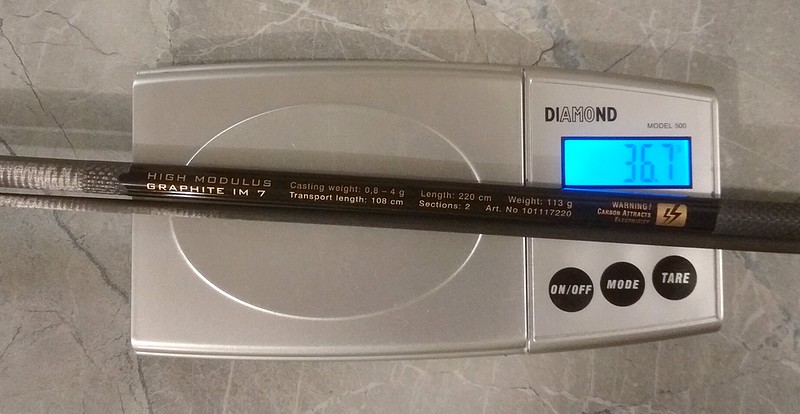 DIAMOND
MODEL 500
36.7
HIGH MODULUS
GRAPHITE IM 7
Casting weight: 0,8 – 4 g Length: 220 cm Weight: 113 g
Transport length: 108 cm Sections: 2 Art. No 101117220
WARNING!
CARBON ATTRACTS
ELECTRICITY
ON/OFF
MODE
TARE